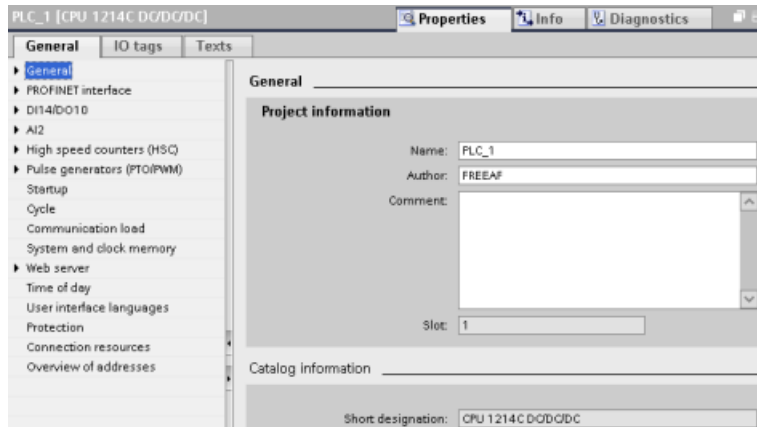 PLC_1 [CPU 1214C DC/DC/DC]
Properties
Info
Diagnostics
General
IO tags
Texts
General
PROFINET interface
DI14/DO10
AI2
High speed counters (HSC)
Pulse generators (PTO/PWM)
Startup
Cycle
Communication load
System and clock memory
Web server
Time of day
User interface languages
Protection
Connection resources
Overview of addresses
General
Project information
Name: PLC_1
Author: FREEAF
Comment:
Slot: 1
Catalog information
Short designation: CPU 1214C DC/DC/DC